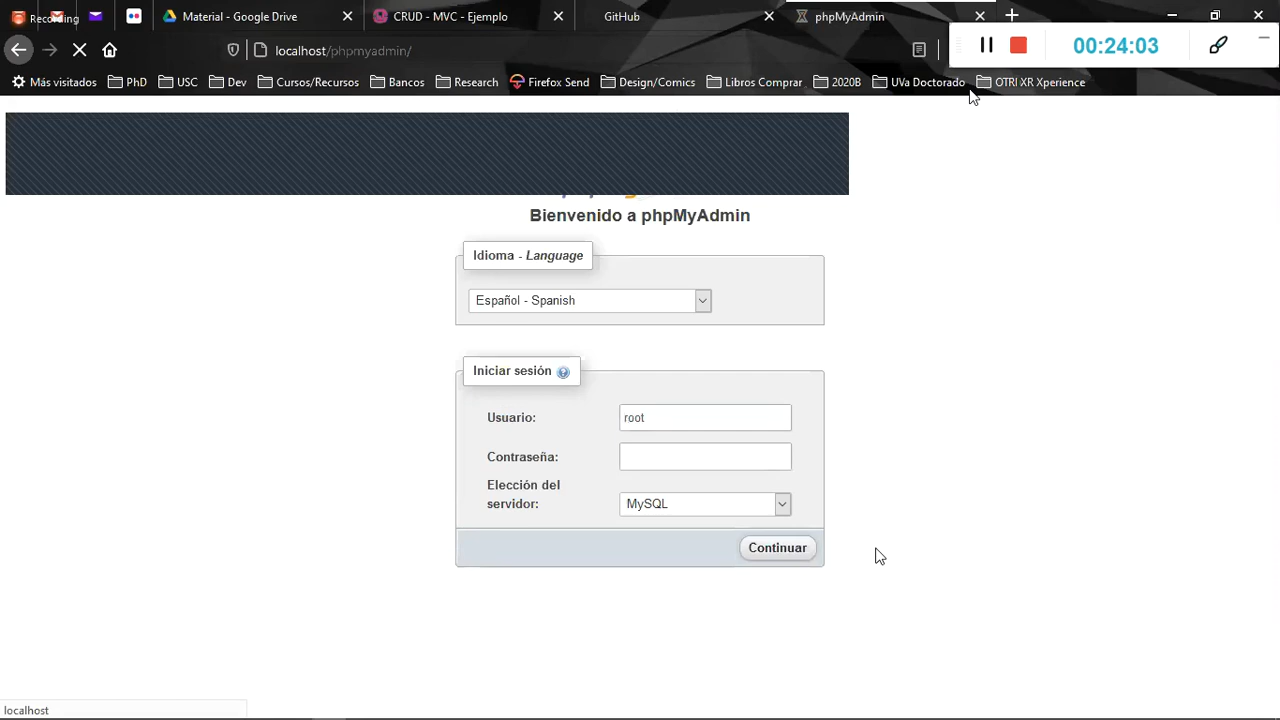 Recording
Material - Google Drive
CRUD - MVC - Ejemplo
GitHub
phpMyAdmin
localhost/phpmyadmin/
00:24:03
Más visitados
PhD
USC
Dev
Cursos/Recursos
Bancos
Research
Firefox Send
Design/Comics
Libros Comprar
2020B
UVa Doctorado
OTRI XR Xperience
Bienvenido a phpMyAdmin
Idioma - Language
Español - Spanish
Iniciar sesión
Usuario:
root
Contraseña:
Elección del
servidor:
MySQL
Continuar
localhost